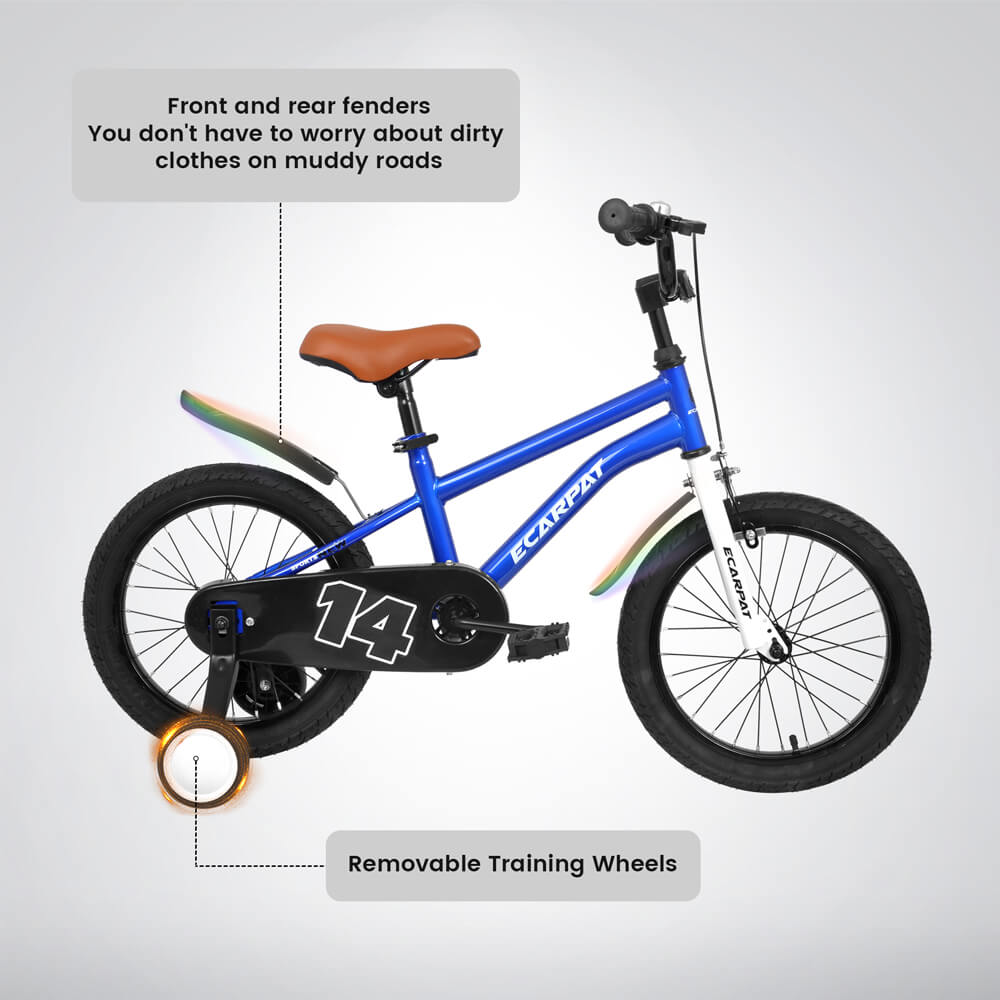 Front and rear fenders
You don't have to worry about dirty
clothes on muddy roads
ECARPAT
ECARPAT
SPORTS
14
Removable Training Wheels